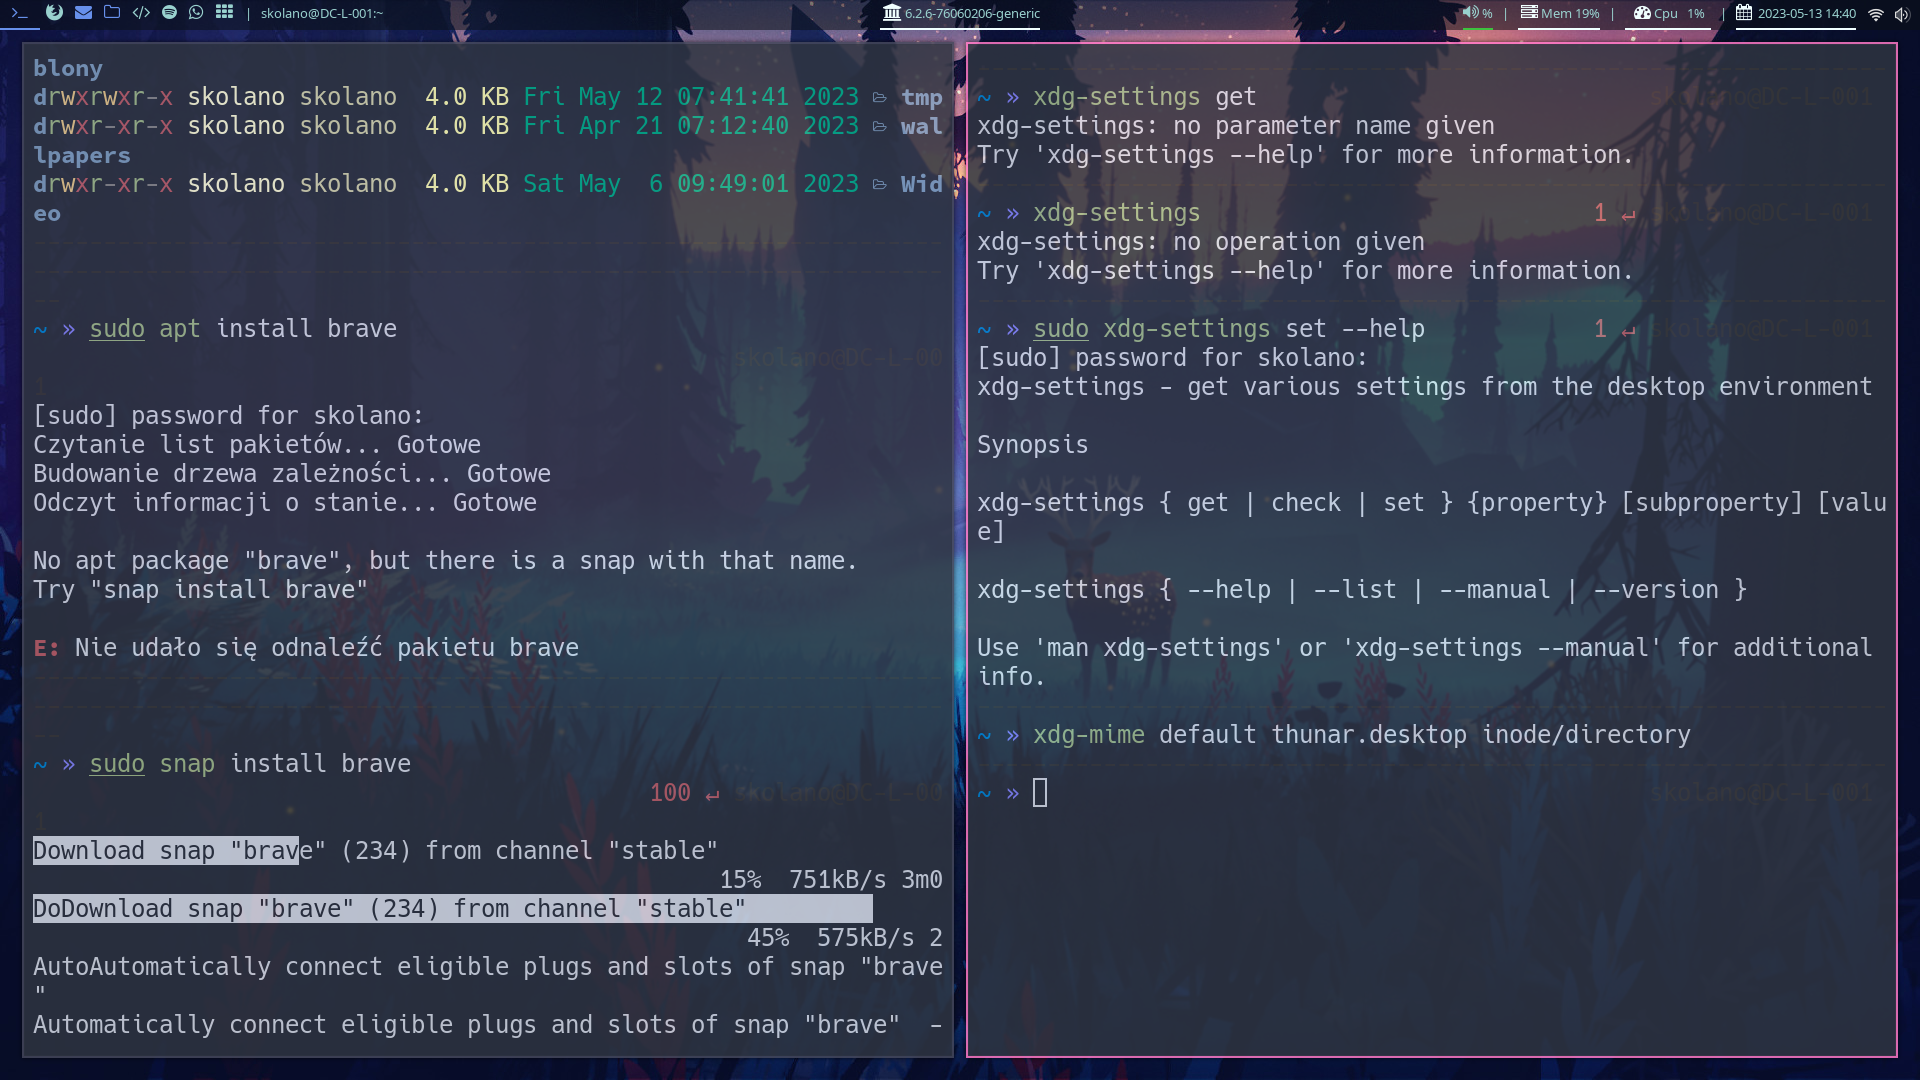 >_ </> | skolano@DC-L-001:~
6.2.6-76060206-generic
% | Mem 19% | Cpu 1% | 2023-05-13 14:40
blony
drwxrwxr-x skolano skolano 4.0 KB Fri May 12 07:41:41 2023 tmp
drwxr-xr-x skolano skolano 4.0 KB Fri Apr 21 07:12:40 2023 wal
lpapers
drwxr-xr-x skolano skolano 4.0 KB Sat May  6 09:49:01 2023 Wid
eo
~ » sudo apt install brave
skolano@DC-L-00
1
[sudo] password for skolano:
Czytanie list pakietów... Gotowe
Budowanie drzewa zależności... Gotowe
Odczyt informacji o stanie... Gotowe
No apt package "brave", but there is a snap with that name.
Try "snap install brave"
E: Nie udało się odnaleźć pakietu brave
~ » sudo snap install brave
100 ↵ skolano@DC-L-00
1
Download snap "brave" (234) from channel "stable"
15% 751kB/s 3m0
DoDownload snap "brave" (234) from channel "stable"
45% 575kB/s 2
AutoAutomatically connect eligible plugs and slots of snap "brave
"
Automatically connect eligible plugs and slots of snap "brave" -
~ » xdg-settings get skolano@DC-L-001
xdg-settings: no parameter name given
Try 'xdg-settings --help' for more information.
~ » xdg-settings 1 ↵ skolano@DC-L-001
xdg-settings: no operation given
Try 'xdg-settings --help' for more information.
~ » sudo xdg-settings set --help 1 ↵ skolano@DC-L-001
[sudo] password for skolano:
xdg-settings - get various settings from the desktop environment
Synopsis
xdg-settings { get | check | set } {property} [subproperty] [valu
e]
xdg-settings { --help | --list | --manual | --version }
Use 'man xdg-settings' or 'xdg-settings --manual' for additional
info.
~ » xdg-mime default thunar.desktop inode/directory
~ » skolano@DC-L-001